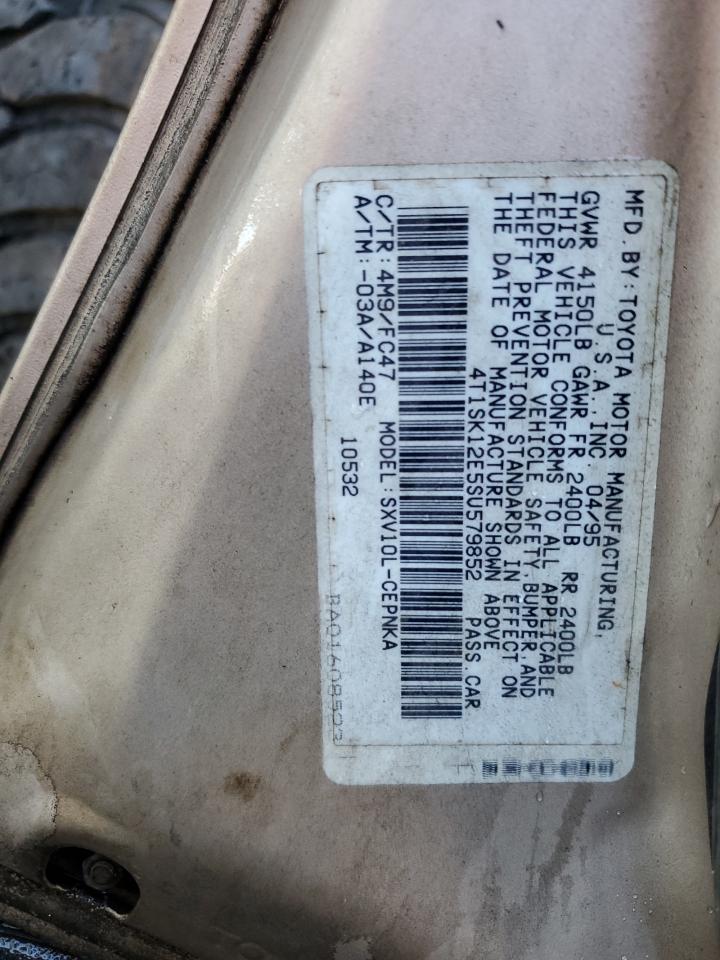 MFD. BY: TOYOTA MOTOR MANUFACTURING,
U.S.A., INC. 04/95
GVWR 4150LB GAWR FR 2400LB RR 2400LB
THIS VEHICLE CONFORMS TO ALL APPLICABLE
FEDERAL MOTOR VEHICLE SAFETY, BUMPER, AND
THEFT PREVENTION STANDARDS IN EFFECT ON
THE DATE OF MANUFACTURE SHOWN ABOVE
4T1SK12E5SU579852 PASS.CAR
C/TR:4M9/FC47 MODEL:SXV10L-CEPNKA
A/TM:-03A/A140E
10532